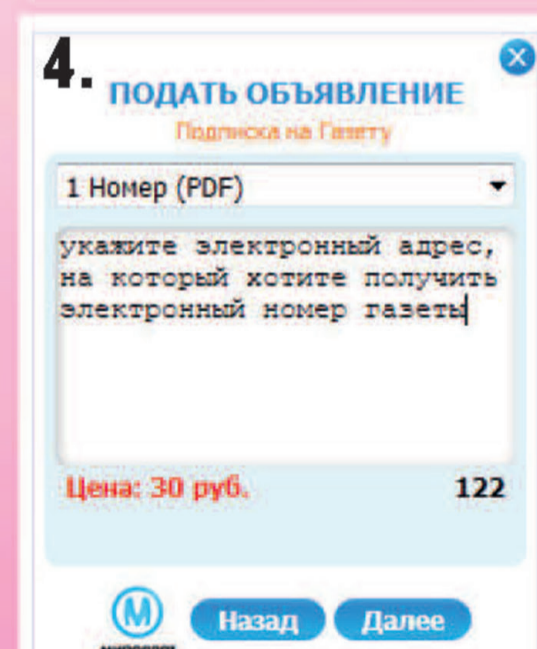 4.
ПОДАТЬ ОБЪЯВЛЕНИЕ
Подписка на Газету
1 Номер (PDF)
укажите электронный адрес,
на который хотите получить
электронный номер газеты
Цена: 30 руб.
122
Назад
Далее